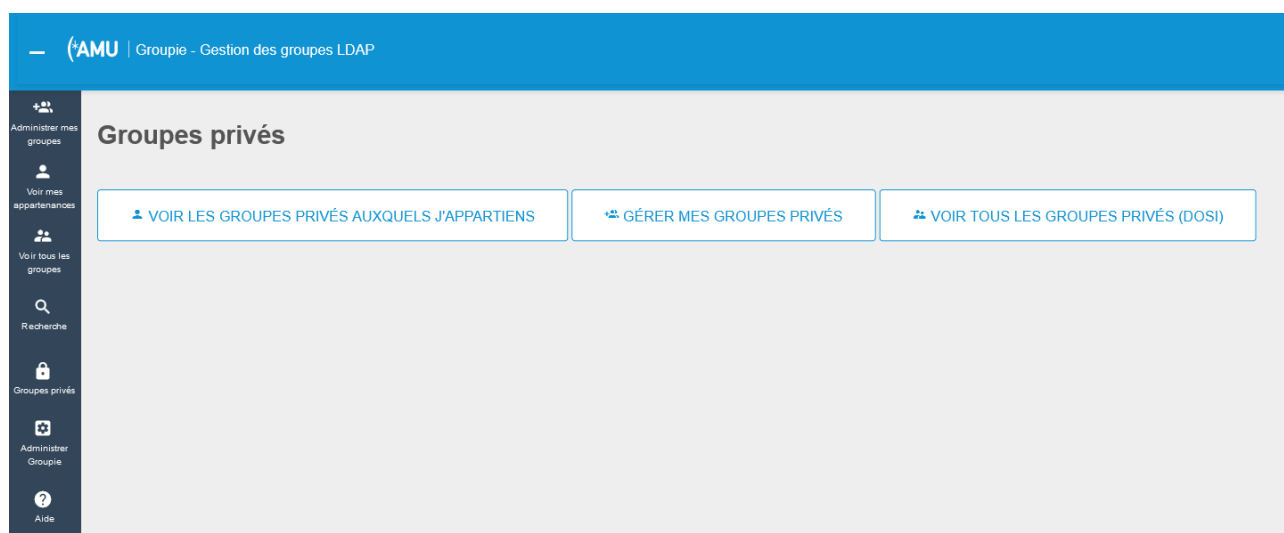 (*AMU | Groupie - Gestion des groupes LDAP
Administrer mes
groupes
Voir mes
appartenances
Voir tous les
groupes
Recherche
Groupes privés
Administrer
Groupie
Aide
Groupes privés
VOIR LES GROUPES PRIVÉS AUXQUELS J'APPARTIENS
GÉRER MES GROUPES PRIVÉS
VOIR TOUS LES GROUPES PRIVÉS (DOSI)